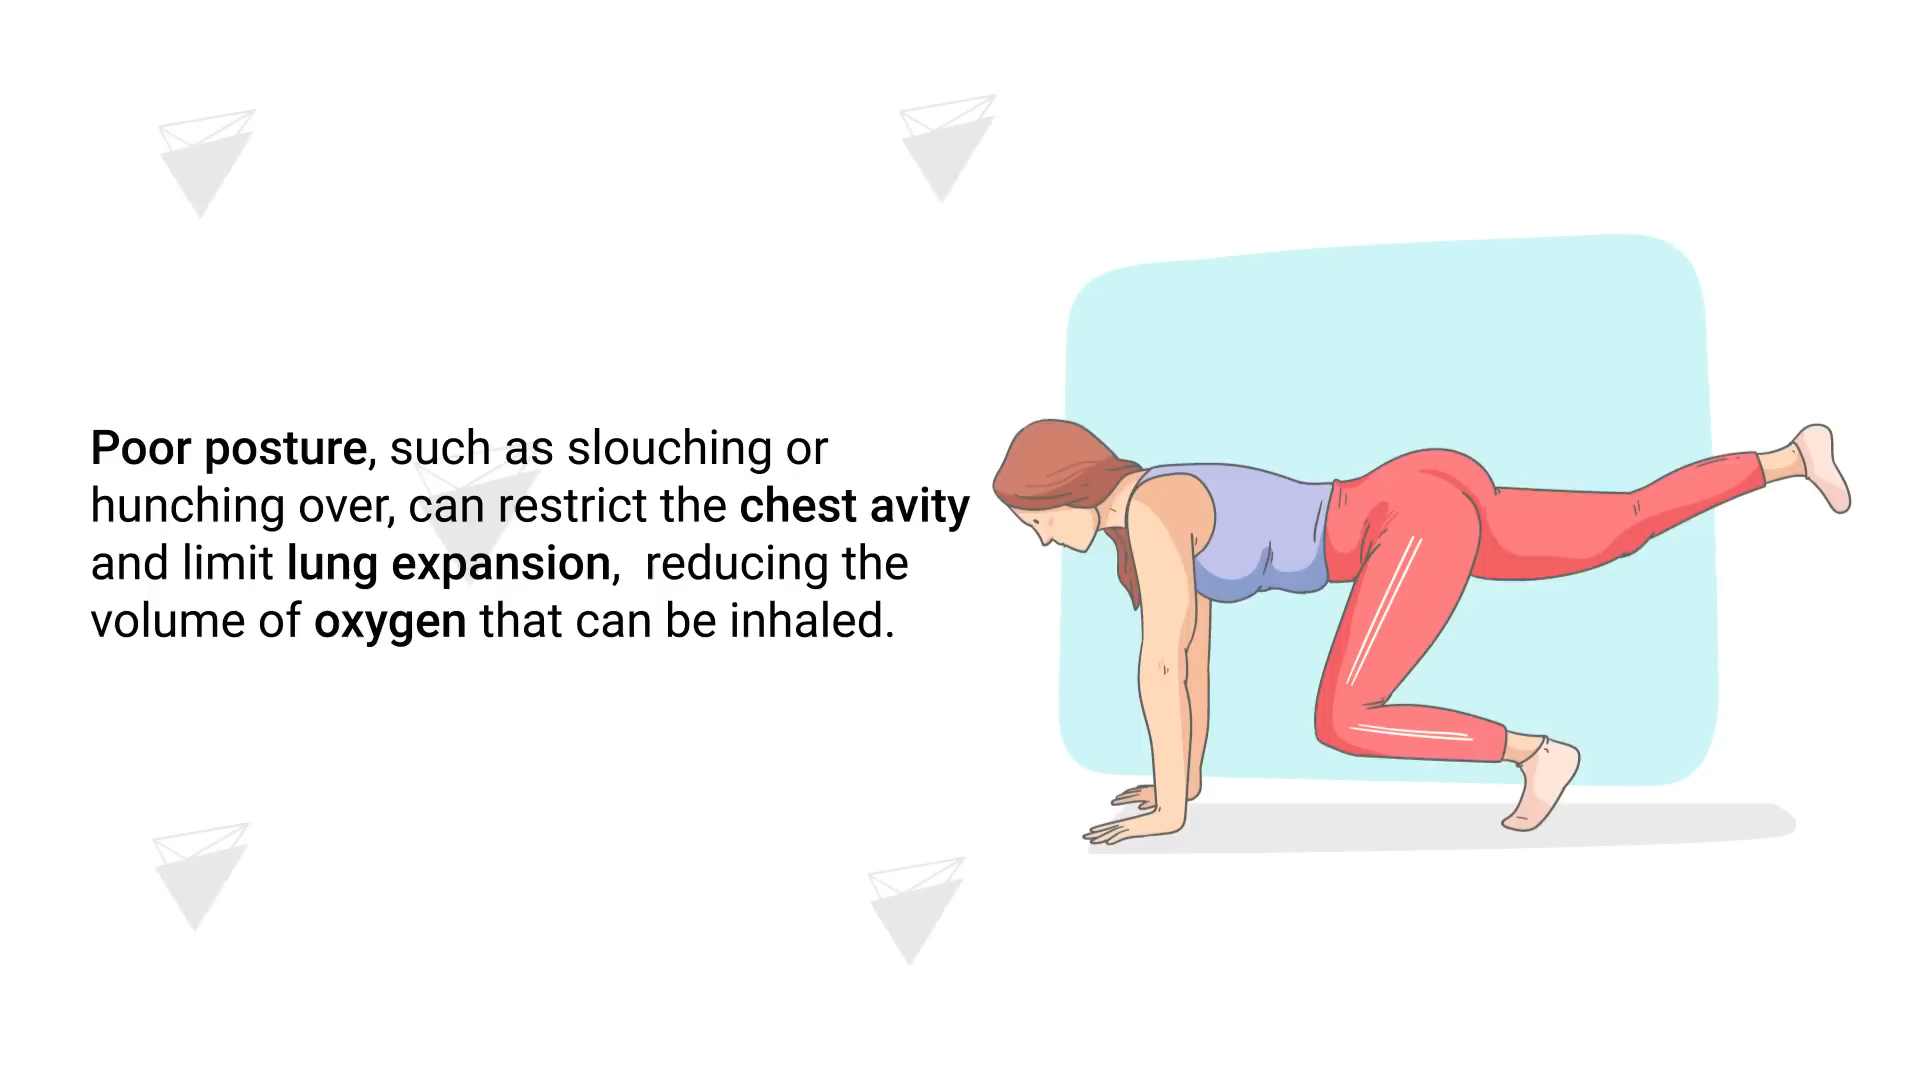 Poor posture, such as slouching or
hunching over, can restrict the chest avity
and limit lung expansion,  reducing the
volume of oxygen that can be inhaled.